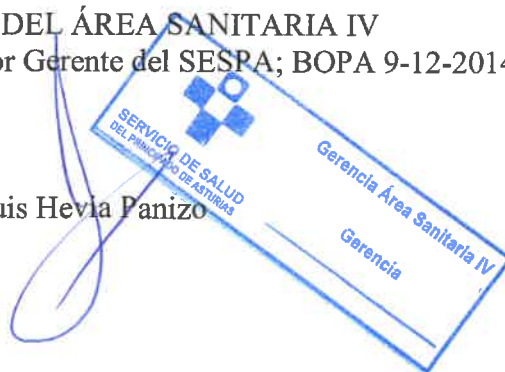 DEL ÁREA SANITARIA IV
or Gerente del SESPA; BOPA 9-12-2014
SERVICIO DE SALUD
DEL PRINCIPADO DE ASTURIAS
Gerencia Área Sanitaria IV
Gerencia
uis Hevia Panizo